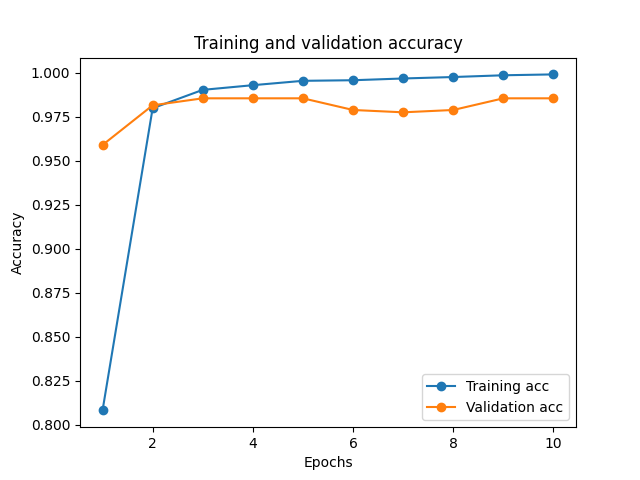 Training and validation accuracy
Accuracy
1.000
0.975
0.950
0.925
0.900
0.875
0.850
0.825
0.800
Training acc
Validation acc
2 4 6 8 10
Epochs